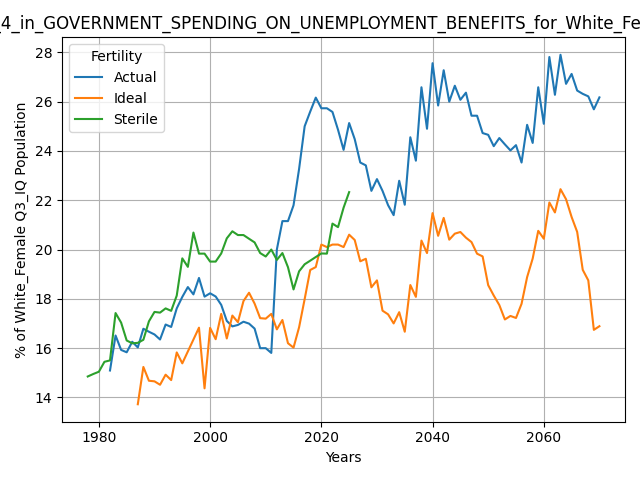 _4_in_GOVERNMENT_SPENDING_ON_UNEMPLOYMENT_BENEFITS_for_White_Fe
Fertility
Actual
Ideal
Sterile
% of White_Female Q3_IQ Population
28
26
24
22
20
18
16
14
1980
2000
2020
2040
2060
Years